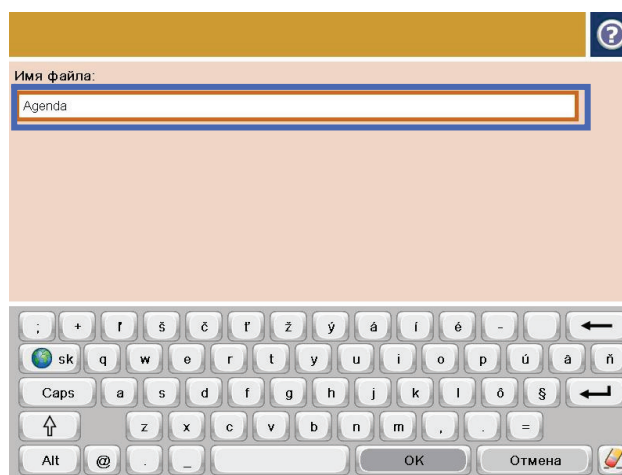 ?
Имя файла:
Agenda
; + ľ š č ť ž ý á í é -
sk q w e r t y u i o p ú ä ň
Caps a s d f g h j k l ô §
z x c v b n m , . =
Alt @ . _ OK Отмена